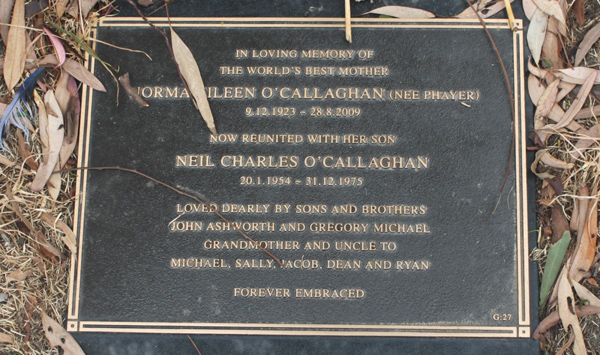 IN LOVING MEMORY OF
THE WORLD'S BEST MOTHER
O'CALLAGHAN (NEE PHAYER)
9.12.1923 – 28.8.2009
NOW REUNITED WITH HER SON
NEIL CHARLES O'CALLAGHAN
20.1.1954 – 31.12.1975
LOVED DEARLY BY SONS AND BROTHERS
JOHN ASHWORTH AND GREGORY MICHAEL
GRANDMOTHER AND UNCLE TO
MICHAEL, SALLY, JACOB, DEAN AND RYAN
FOREVER EMBRACED
G:27